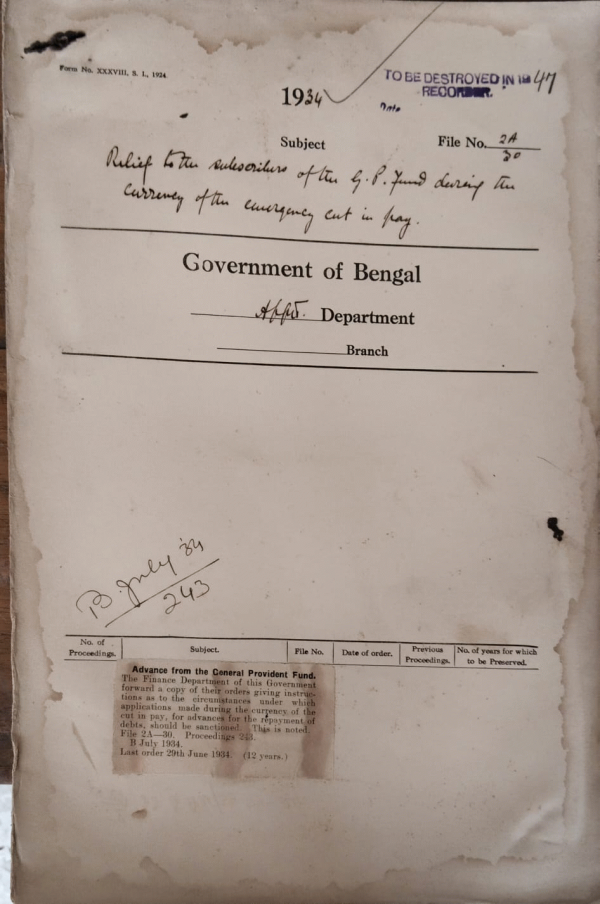 Form No. XXXVIII, S. I., 1924
TO BE DESTROYED IN 1947
RECORDER.
Date
1934
Subject
File No. 2A
30
Relief to the subscribers of the G. P. Fund during the
currency of the emergency cut in pay.
Government of Bengal
Appt. Department
Branch
B. July '34
243
No. of
Proceedings.
Subject.
File No.
Date of order.
Previous
Proceedings.
No. of years for which
to be Preserved.
Advance from the General Provident Fund.
The Finance Department of this Government
forward a copy of their orders giving instruc-
tions as to the circumstances under which
applications made during the currency of the
cut in pay, for advances for the repayment of
debts, should be sanctioned. This is noted.
File 2A—30. Proceedings 243.
B July 1934.
Last order 29th June 1934. (12 years.)